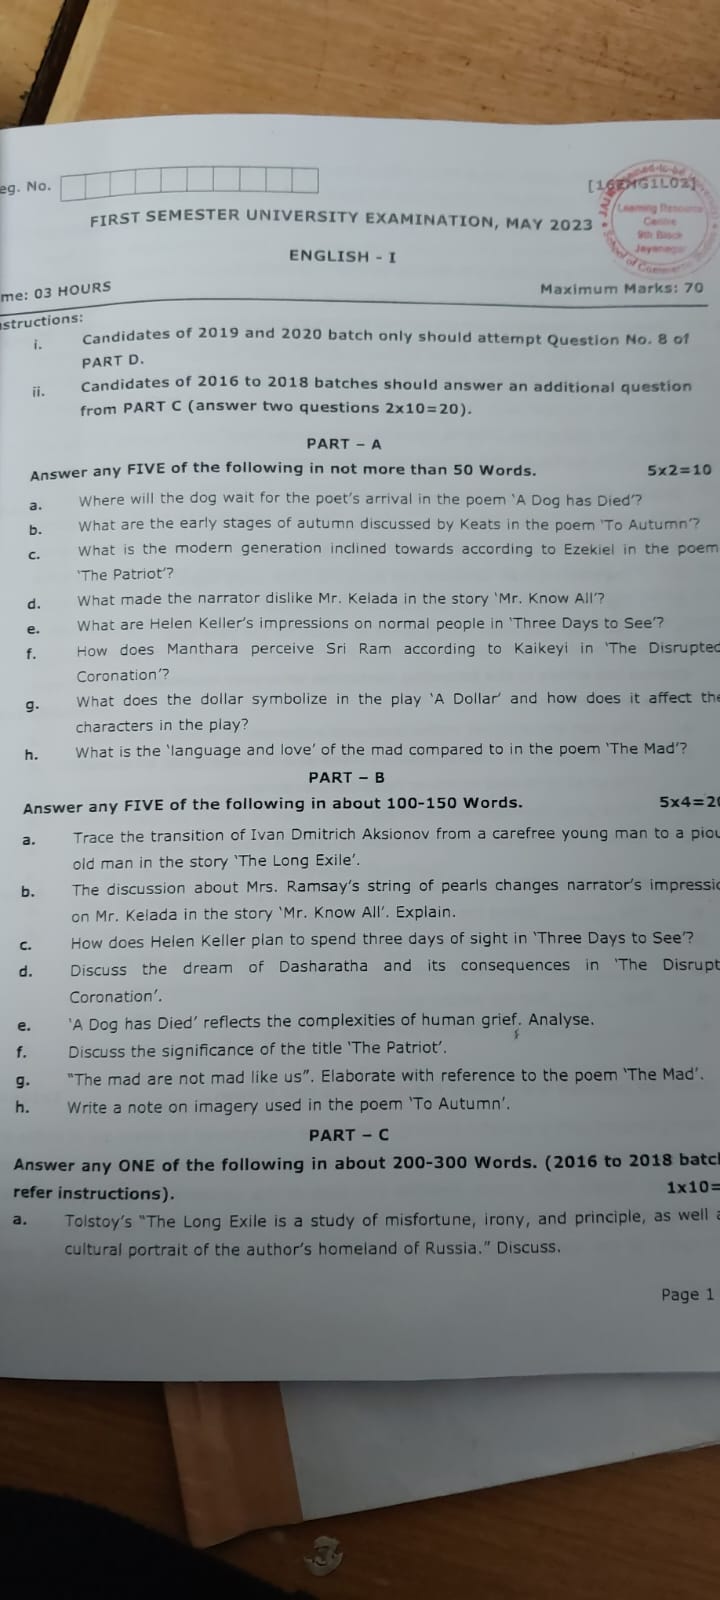 eg. No.
[16ENG1L02]
Learning Resource
Centre
9th Block
Jayanagar
School of Commerce
FIRST SEMESTER UNIVERSITY EXAMINATION, MAY 2023
ENGLISH - I
me: 03 HOURS Maximum Marks: 70
structions:
i. Candidates of 2019 and 2020 batch only should attempt Question No. 8 of
PART D.
ii. Candidates of 2016 to 2018 batches should answer an additional question
from PART C (answer two questions 2x10=20).
PART – A
Answer any FIVE of the following in not more than 50 Words. 5x2=10
a. Where will the dog wait for the poet's arrival in the poem 'A Dog has Died'?
b. What are the early stages of autumn discussed by Keats in the poem 'To Autumn'?
c. What is the modern generation inclined towards according to Ezekiel in the poem
'The Patriot'?
d. What made the narrator dislike Mr. Kelada in the story 'Mr. Know All'?
e. What are Helen Keller's impressions on normal people in 'Three Days to See'?
f. How does Manthara perceive Sri Ram according to Kaikeyi in 'The Disrupted
Coronation'?
g. What does the dollar symbolize in the play 'A Dollar' and how does it affect the
characters in the play?
h. What is the 'language and love' of the mad compared to in the poem 'The Mad'?
PART – B
Answer any FIVE of the following in about 100-150 Words. 5x4=20
a. Trace the transition of Ivan Dmitrich Aksionov from a carefree young man to a piou
old man in the story 'The Long Exile'.
b. The discussion about Mrs. Ramsay's string of pearls changes narrator's impressio
on Mr. Kelada in the story 'Mr. Know All'. Explain.
c. How does Helen Keller plan to spend three days of sight in 'Three Days to See'?
d. Discuss the dream of Dasharatha and its consequences in 'The Disrupt
Coronation'.
e. 'A Dog has Died' reflects the complexities of human grief. Analyse.
f. Discuss the significance of the title 'The Patriot'.
g. "The mad are not mad like us". Elaborate with reference to the poem 'The Mad'.
h. Write a note on imagery used in the poem 'To Autumn'.
PART – C
Answer any ONE of the following in about 200-300 Words. (2016 to 2018 batch
refer instructions). 1x10=
a. Tolstoy's "The Long Exile is a study of misfortune, irony, and principle, as well a
cultural portrait of the author's homeland of Russia." Discuss.
Page 1